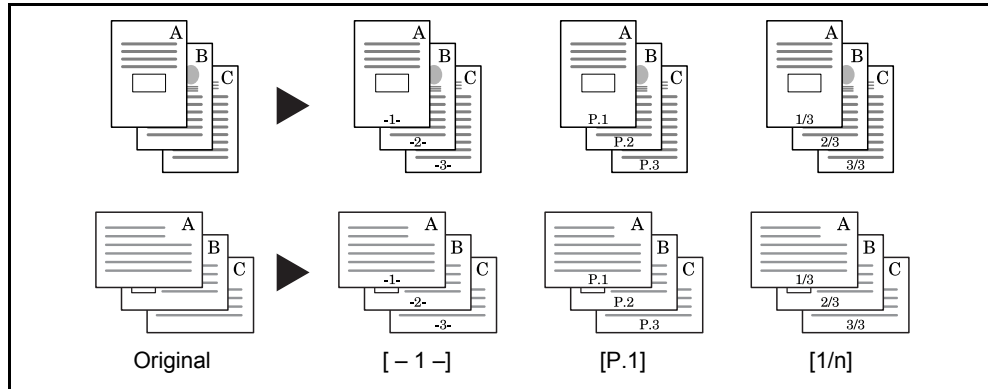 A A A A
B B B B
C C C C
-1- P.1 1/3
-2- P.2 2/3
-3- P.3 3/3
A A A A
B B B B
C C C C
-1- P.1 1/3
-2- P.2 2/3
-3- P.3 3/3
Original [ – 1 –] [P.1] [1/n]